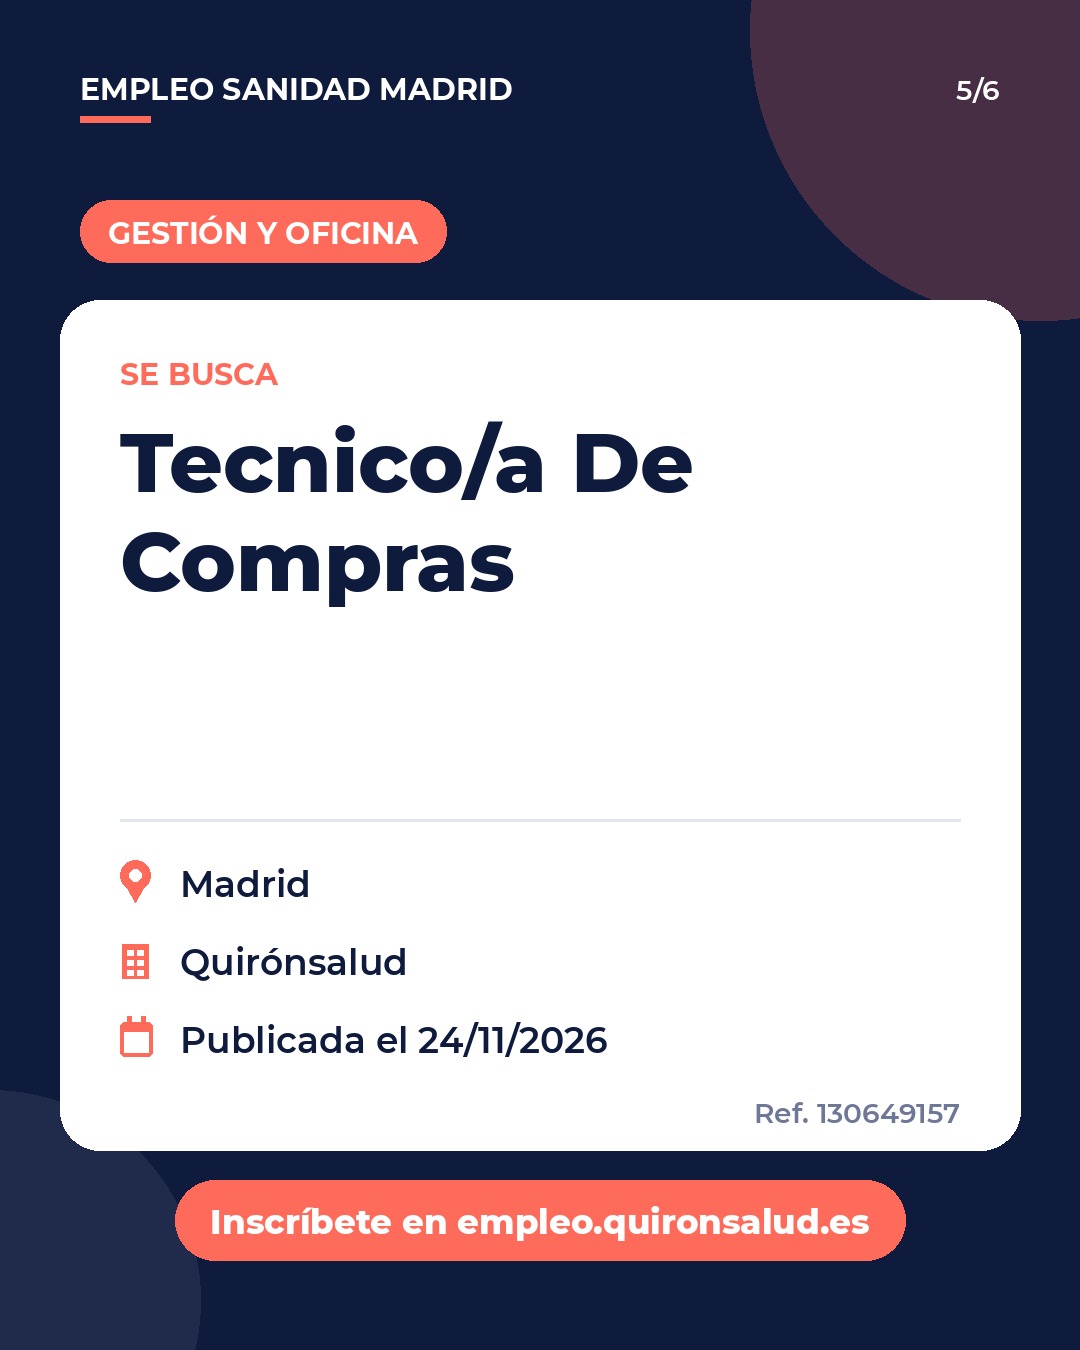 EMPLEO SANIDAD MADRID
5/6
GESTIÓN Y OFICINA
SE BUSCA
Tecnico/a De
Compras
Madrid
Quirónsalud
Publicada el 24/11/2026
Ref. 130649157
Inscríbete en empleo.quironsalud.es